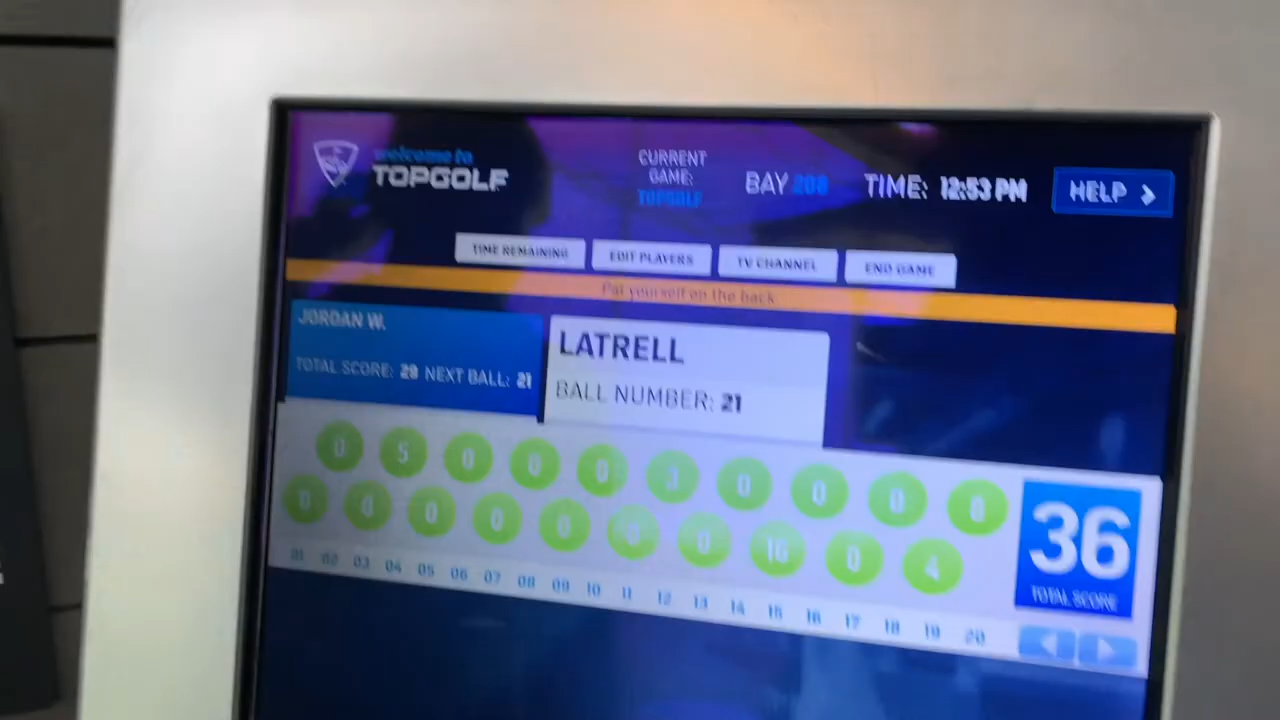 welcome to
TOPGOLF
CURRENT
GAME:
TOPGOLF
BAY 208
TIME: 12:53 PM
HELP
TIME REMAINING
EDIT PLAYERS
TV CHANNEL
END GAME
Pat yourself on the back
JORDAN W.
TOTAL SCORE: 29 NEXT BALL: 21
LATRELL
BALL NUMBER: 21
0 5 0 0 0 3 0 0 0 0
0 0 0 0 0 0 16 0 4
36
TOTAL SCORE
01 02 03 04 05 06 07 08 09 10 11 12 13 14 15 16 17 18 19 20